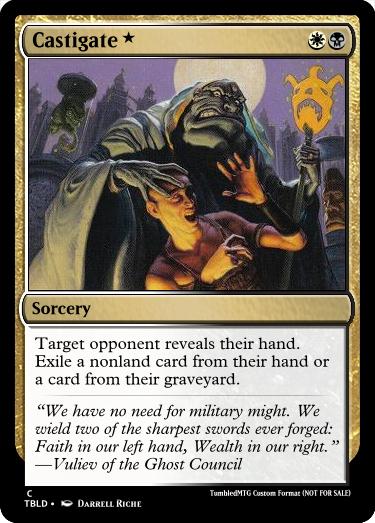 Castigate ★
Sorcery
Target opponent reveals their hand.
Exile a nonland card from their hand or
a card from their graveyard.
“We have no need for military might. We
wield two of the sharpest swords ever forged:
Faith in our left hand, Wealth in our right.”
—Vuliev of the Ghost Council
C
TBLD • Darrell Riche
TumbledMTG Custom Format (NOT FOR SALE)